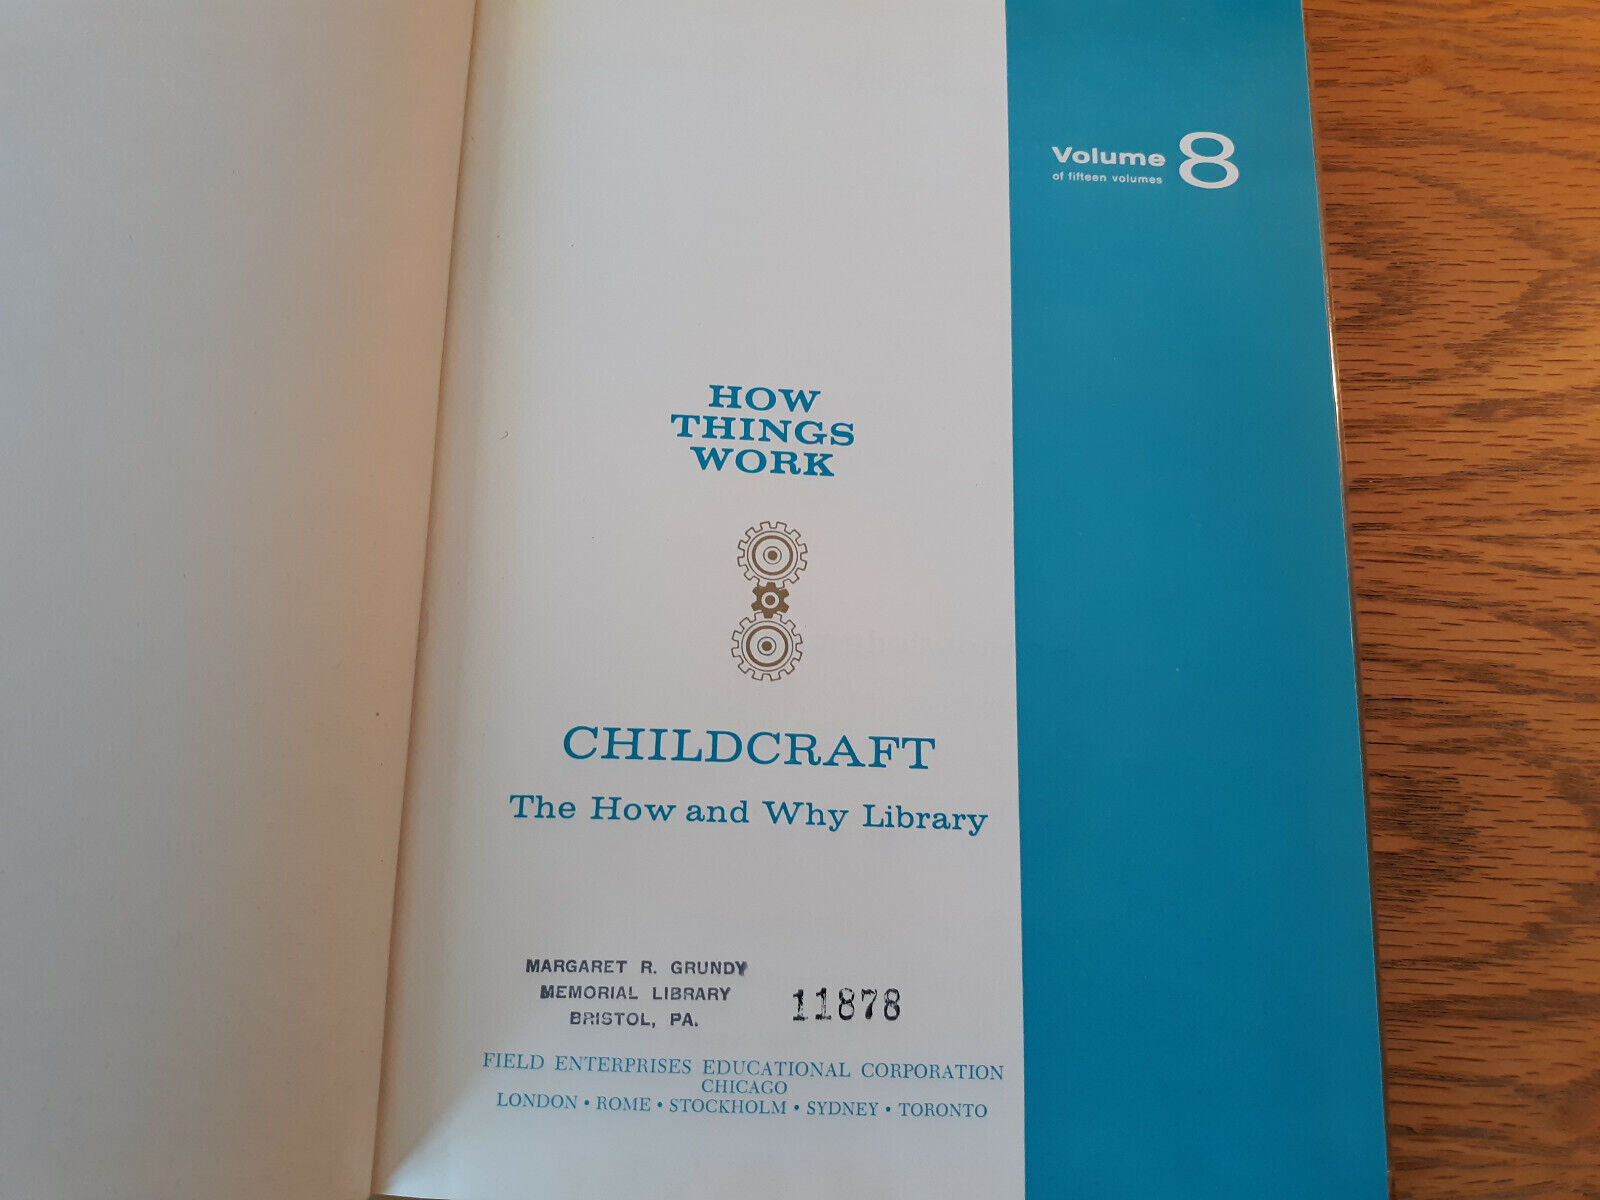 Volume 8
of fifteen volumes
HOW
THINGS
WORK
CHILDCRAFT
The How and Why Library
MARGARET R. GRUNDY
MEMORIAL LIBRARY
BRISTOL, PA.
11878
FIELD ENTERPRISES EDUCATIONAL CORPORATION
CHICAGO
LONDON • ROME • STOCKHOLM • SYDNEY • TORONTO